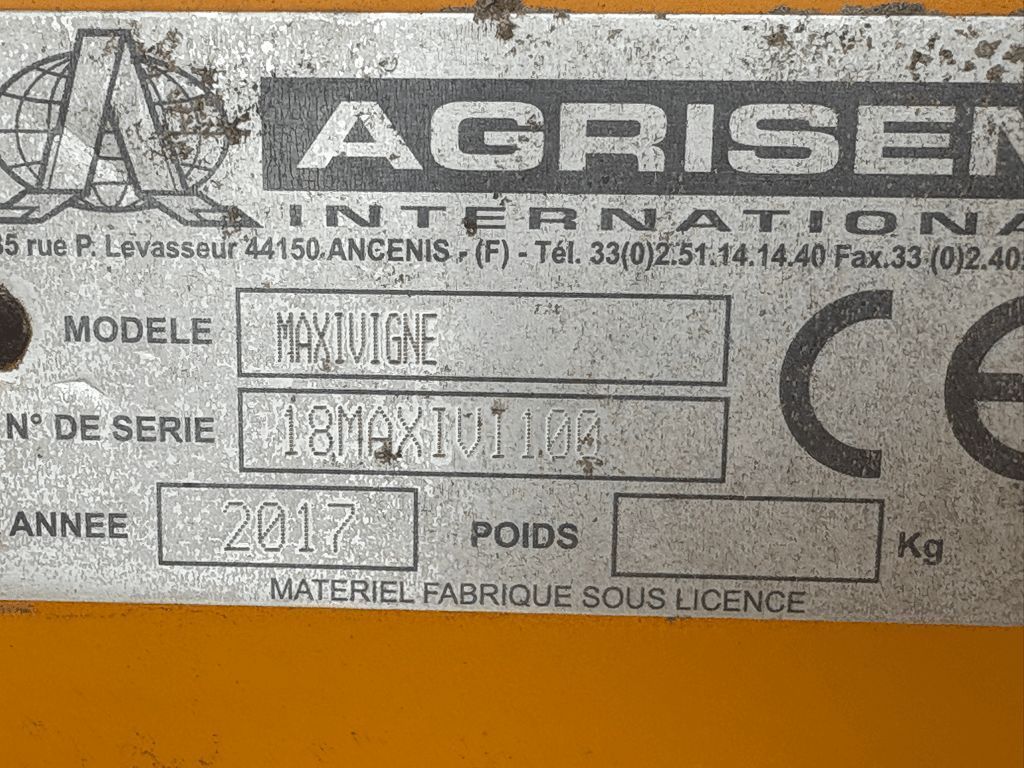 AGRISEM
INTERNATIONA
35 rue P. Levasseur 44150 ANCENIS - (F) - Tél. 33(0)2.51.14.14.40 Fax.33 (0)2.40
MODELE MAXIVIGNE
CE
N° DE SERIE 18MAXIVI100
ANNEE 2017 POIDS Kg
MATERIEL FABRIQUE SOUS LICENCE